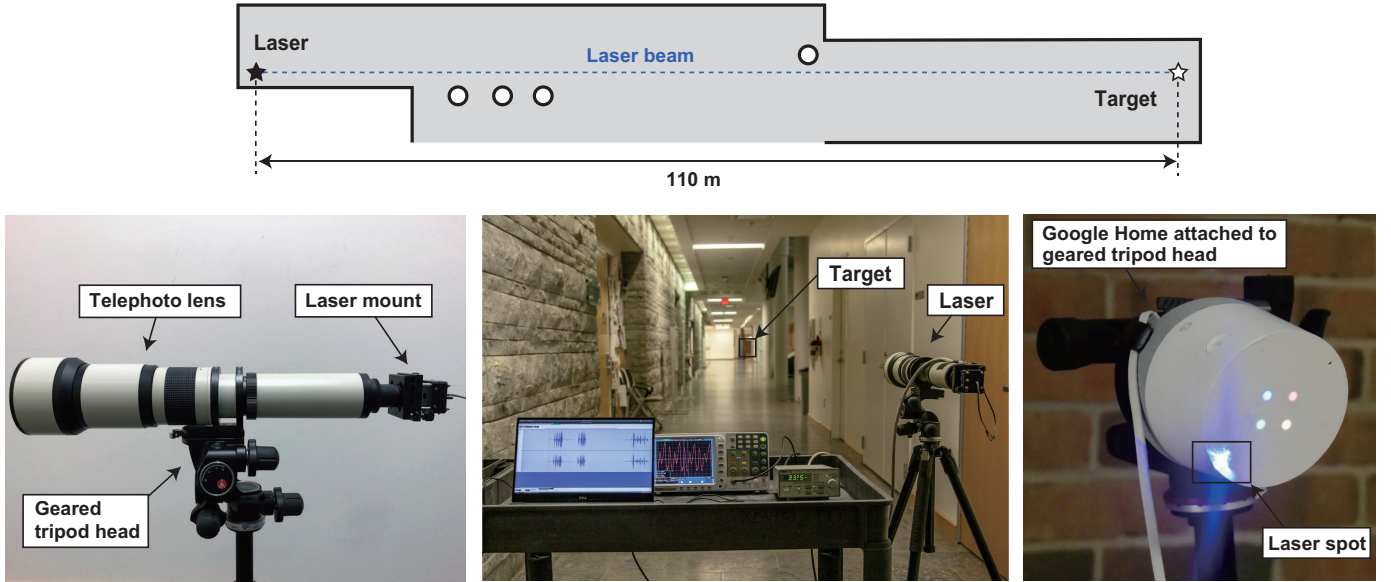 Laser
Laser beam
Target
110 m
Telephoto lens
Laser mount
Geared
tripod head
Target
Laser
Google Home attached to
geared tripod head
Laser spot